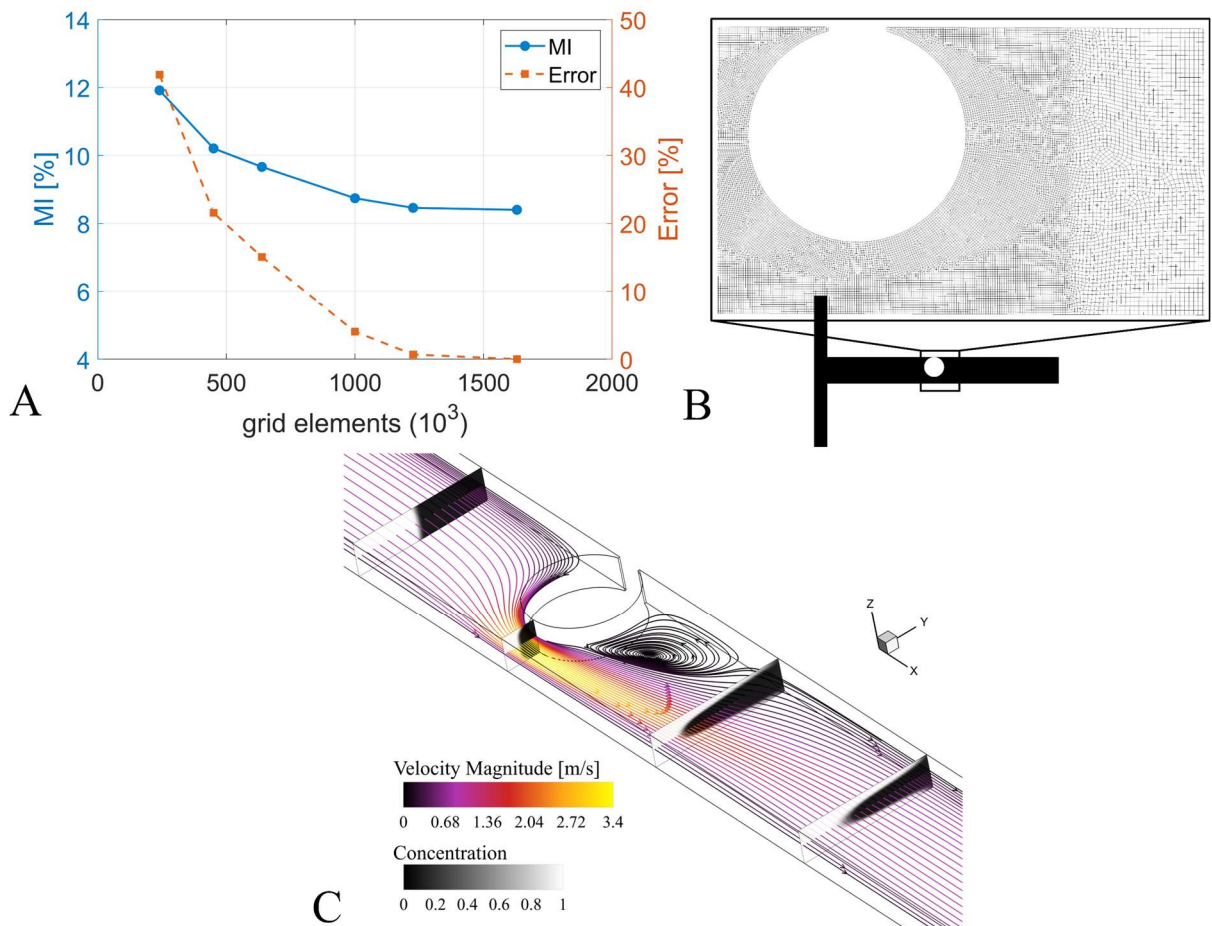 14
12
10
8
6
4
MI [%]
50
40
30
20
10
0
Error [%]
MI
Error
0
500
1000
1500
2000
grid elements (10³)
A
B
Z
Y
X
Velocity Magnitude [m/s]
0 0.68 1.36 2.04 2.72 3.4
Concentration
0 0.2 0.4 0.6 0.8 1
C